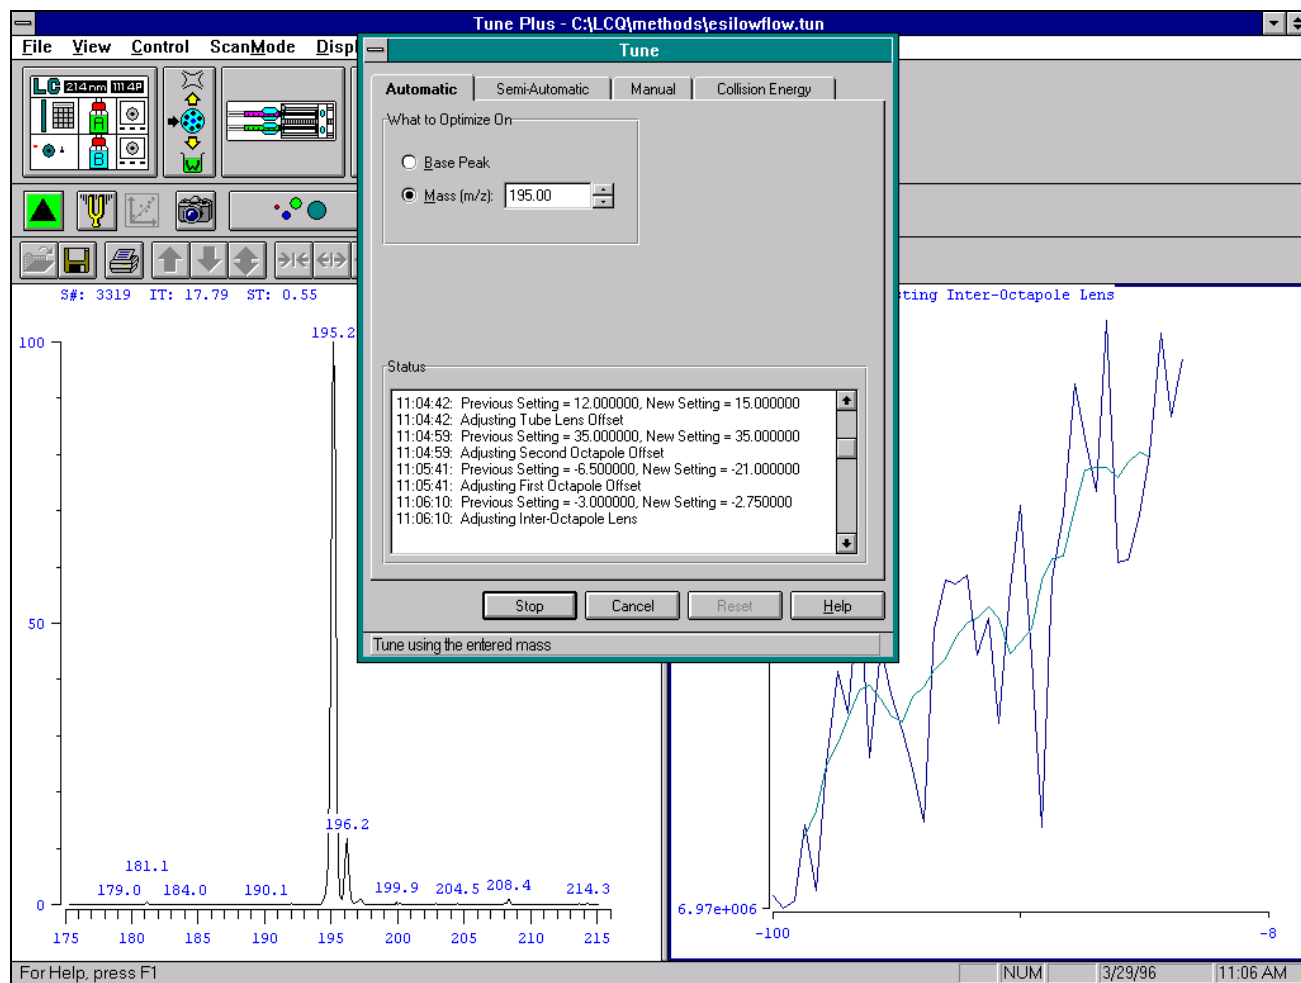 Tune Plus - C:\LCQ\methods\esilowflow.tun
File View Control ScanMode Displ
Tune
LC 214 nm 111 4P
A
B
W
Automatic Semi-Automatic Manual Collision Energy
What to Optimize On
Base Peak
Mass (m/z): 195.00
S#: 3319 IT: 17.79 ST: 0.55
ting Inter-Octapole Lens
Status
11:04:42: Previous Setting = 12.000000, New Setting = 15.000000
11:04:42: Adjusting Tube Lens Offset
11:04:59: Previous Setting = 35.000000, New Setting = 35.000000
11:04:59: Adjusting Second Octapole Offset
11:05:41: Previous Setting = -6.500000, New Setting = -21.000000
11:05:41: Adjusting First Octapole Offset
11:06:10: Previous Setting = -3.000000, New Setting = -2.750000
11:06:10: Adjusting Inter-Octapole Lens
Stop Cancel Reset Help
Tune using the entered mass
195.2
100
50
196.2
181.1
179.0 184.0 190.1 199.9 204.5 208.4 214.3
0
175 180 185 190 195 200 205 210 215
6.97e+006
-100 -8
For Help, press F1 NUM 3/29/96 11:06 AM